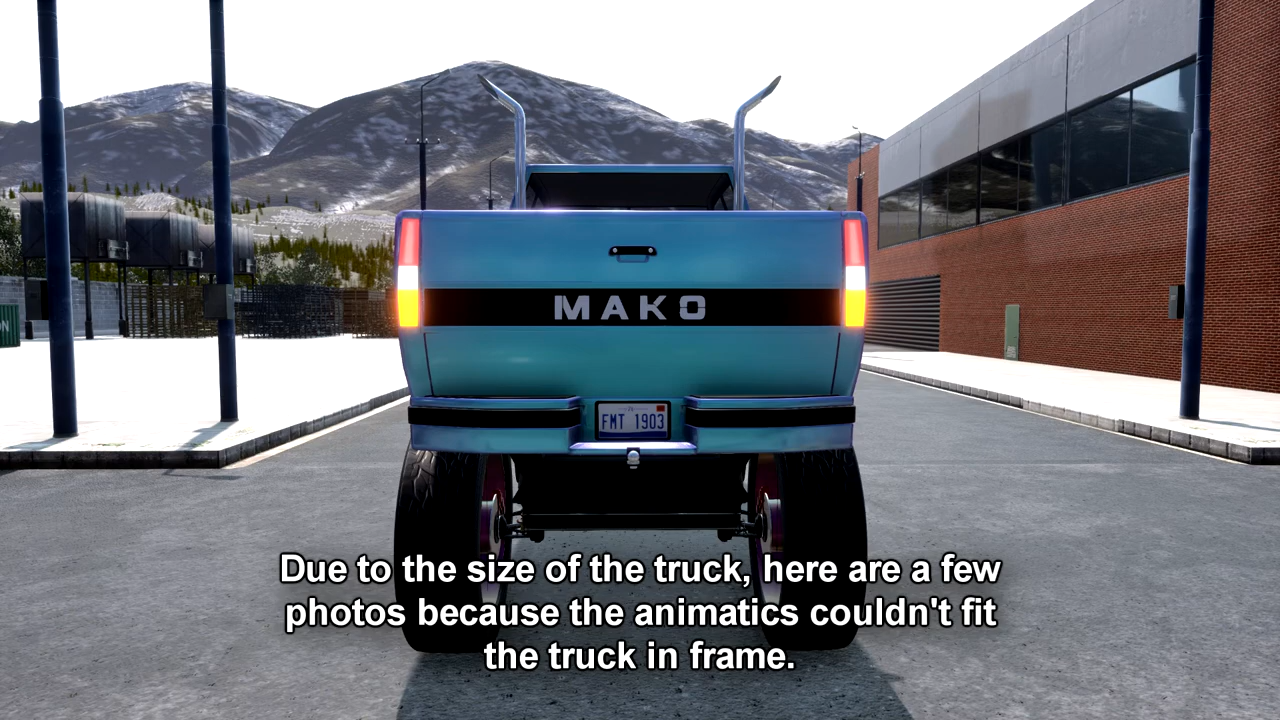 MAKO
FMT 1903
Due to the size of the truck, here are a few
photos because the animatics couldn't fit
the truck in frame.